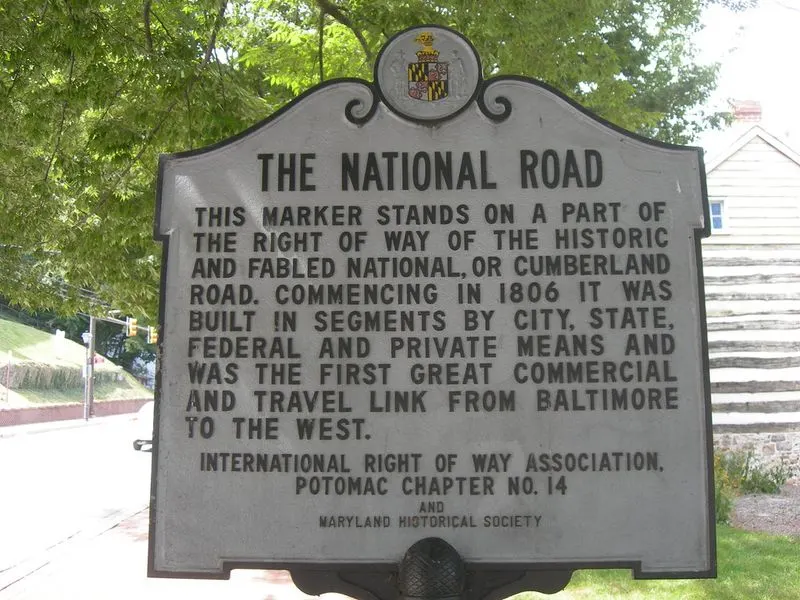 THE NATIONAL ROAD
THIS MARKER STANDS ON A PART OF
THE RIGHT OF WAY OF THE HISTORIC
AND FABLED NATIONAL, OR CUMBERLAND
ROAD. COMMENCING IN 1806 IT WAS
BUILT IN SEGMENTS BY CITY, STATE,
FEDERAL AND PRIVATE MEANS AND
WAS THE FIRST GREAT COMMERCIAL
AND TRAVEL LINK FROM BALTIMORE
TO THE WEST.
INTERNATIONAL RIGHT OF WAY ASSOCIATION,
POTOMAC CHAPTER NO. 14
AND
MARYLAND HISTORICAL SOCIETY